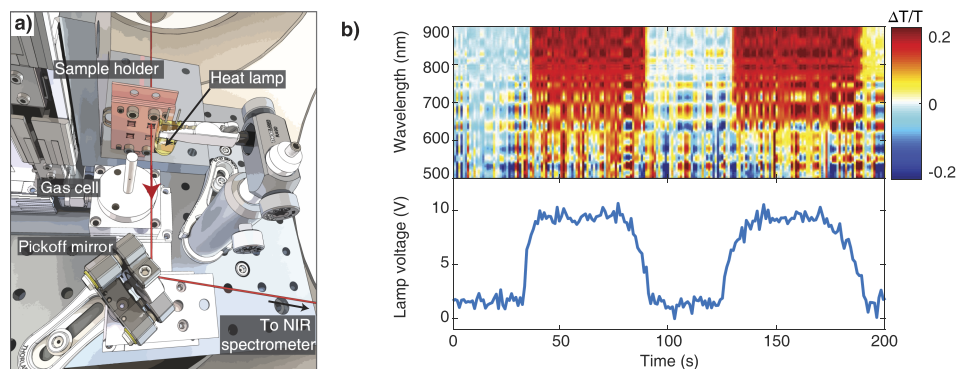 a)
Sample holder
Heat lamp
Gas cell
Pickoff mirror
To NIR
spectrometer
b)
ΔT/T
Wavelength (nm)
900
800
700
600
500
0.2
0
-0.2
Lamp voltage (V)
10
5
0
0
50
100
150
200
Time (s)